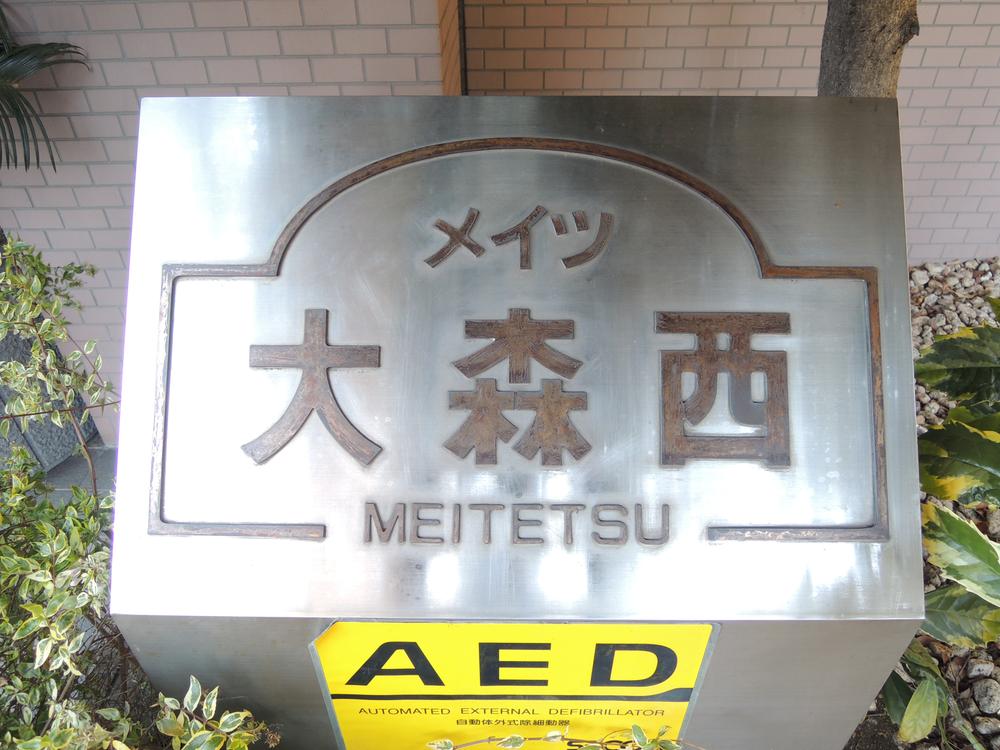 メイツ
大森西
MEITETSU
AED
AUTOMATED EXTERNAL DEFIBRILLATOR
自動体外式除細動器